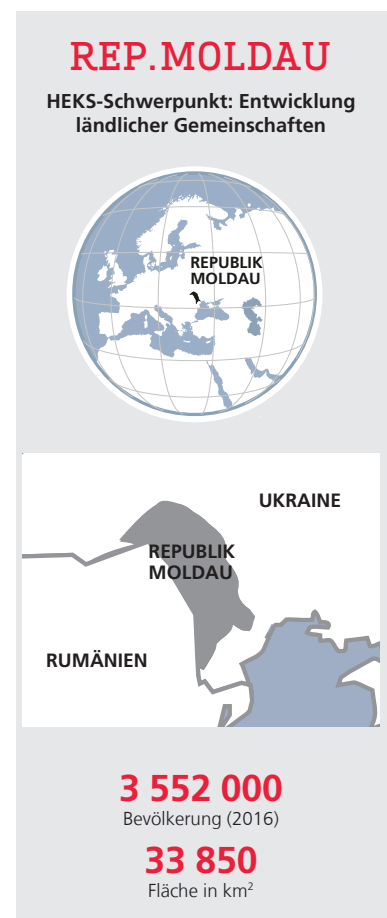 REP.MOLDAU
HEKS-Schwerpunkt: Entwicklung
ländlicher Gemeinschaften
REPUBLIK
MOLDAU
UKRAINE
REPUBLIK
MOLDAU
RUMÄNIEN
3 552 000
Bevölkerung (2016)
33 850
Fläche in km²